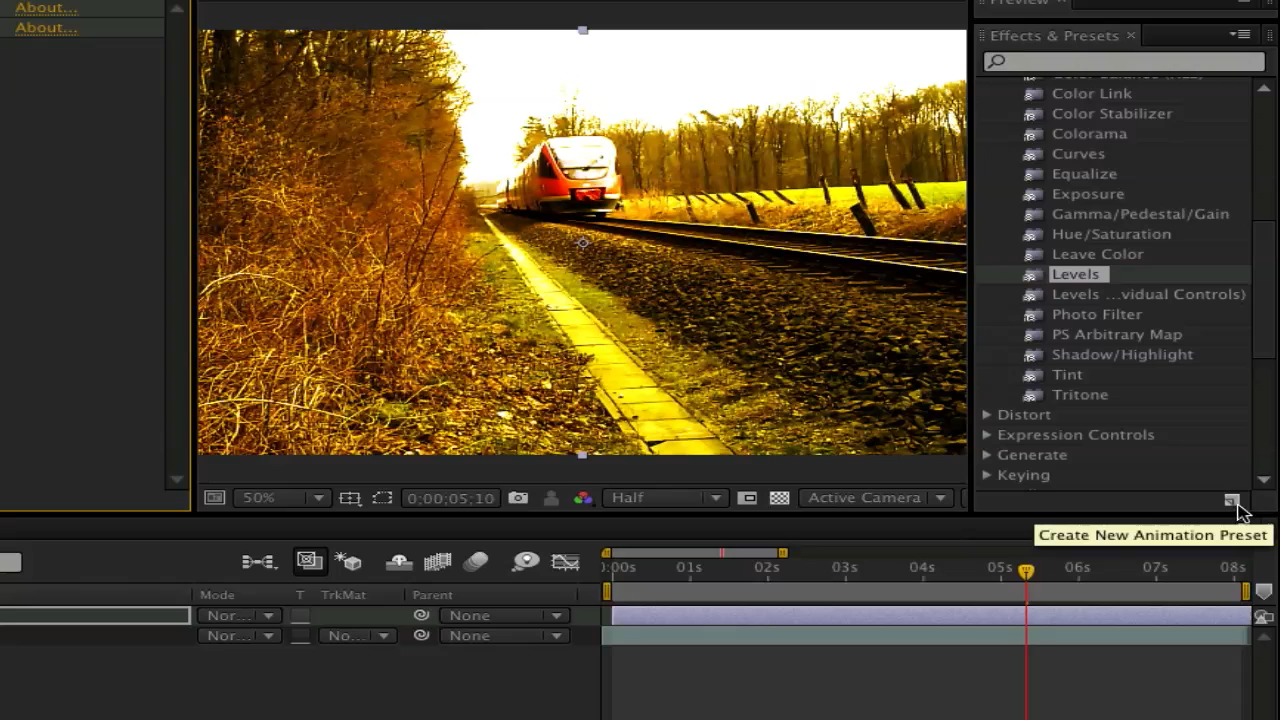 About...
About...
Preview
Effects & Presets
Color Link
Color Stabilizer
Colorama
Curves
Equalize
Exposure
Gamma/Pedestal/Gain
Hue/Saturation
Leave Color
Levels
Levels ...vidual Controls)
Photo Filter
PS Arbitrary Map
Shadow/Highlight
Tint
Tritone
Distort
Expression Controls
Generate
Keying
50%
0;00;05;10
Half
Active Camera
Create New Animation Preset
:00s 01s 02s 03s 04s 05s 06s 07s 08s
Mode T TrkMat Parent
Nor... None
Nor... No... None